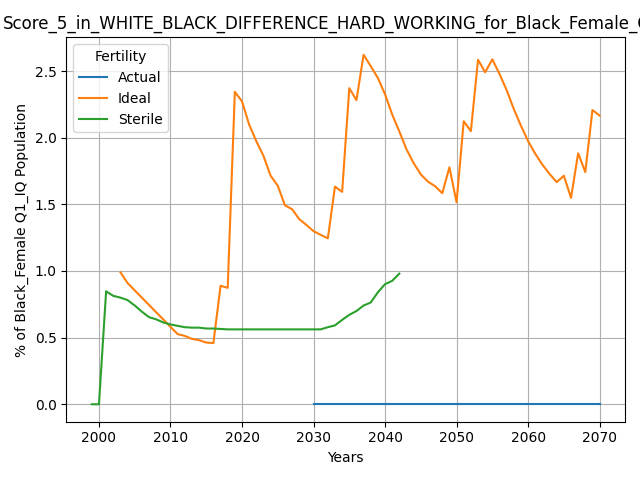 Score_5_in_WHITE_BLACK_DIFFERENCE_HARD_WORKING_for_Black_Female_
Fertility
Actual
Ideal
Sterile
% of Black_Female Q1_IQ Population
2.5
2.0
1.5
1.0
0.5
0.0
2000 2010 2020 2030 2040 2050 2060 2070
Years